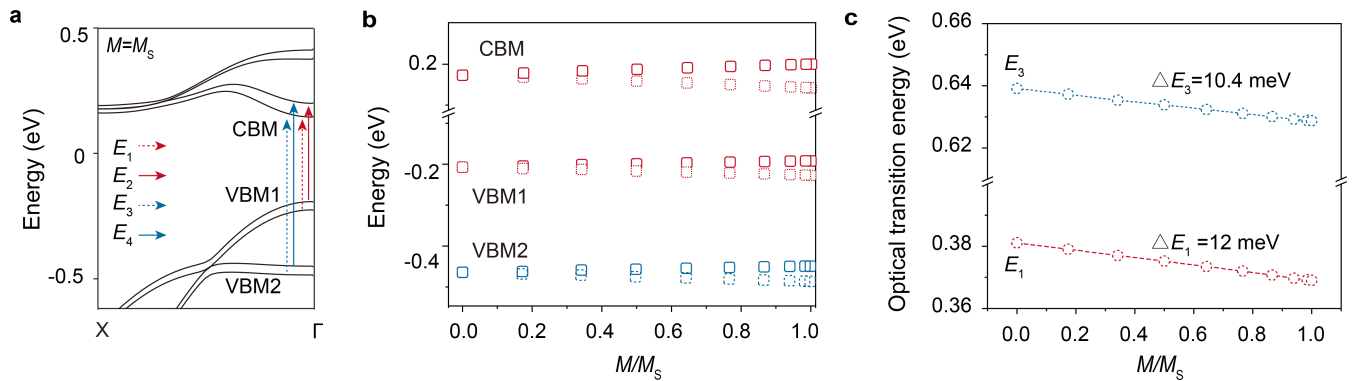 a
M=MS
0.5
0
-0.5
Energy (eV)
CBM
E1
E2
E3
E4
VBM1
VBM2
X
Γ
b
CBM
0.2
-0.2
-0.4
Energy (eV)
VBM1
VBM2
0.0 0.2 0.4 0.6 0.8 1.0
M/MS
c
0.66
0.64
0.62
0.38
0.36
Optical transition energy (eV)
E3
△E3=10.4 meV
△E1=12 meV
E1
0.0 0.2 0.4 0.6 0.8 1.0
M/MS